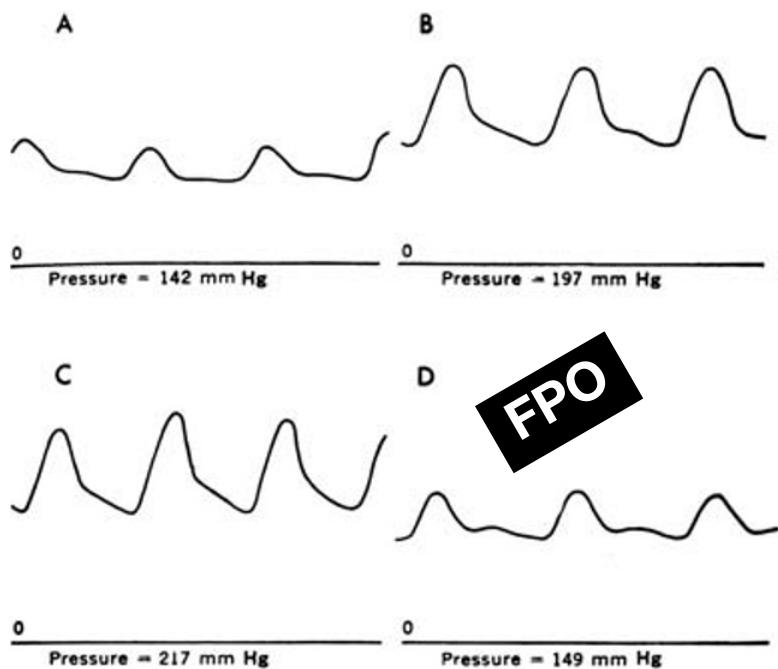 A
B
0
Pressure = 142 mm Hg
0
Pressure = 197 mm Hg
C
D
FPO
0
Pressure = 217 mm Hg
0
Pressure = 149 mm Hg